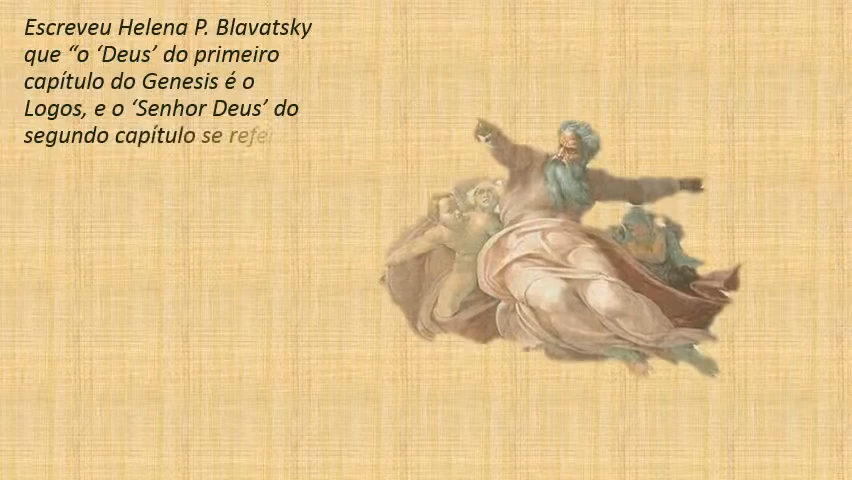 Escreveu Helena P. Blavatsky
que “o ‘Deus’ do primeiro
capítulo do Genesis é o
Logos, e o ‘Senhor Deus’ do
segundo capítulo se